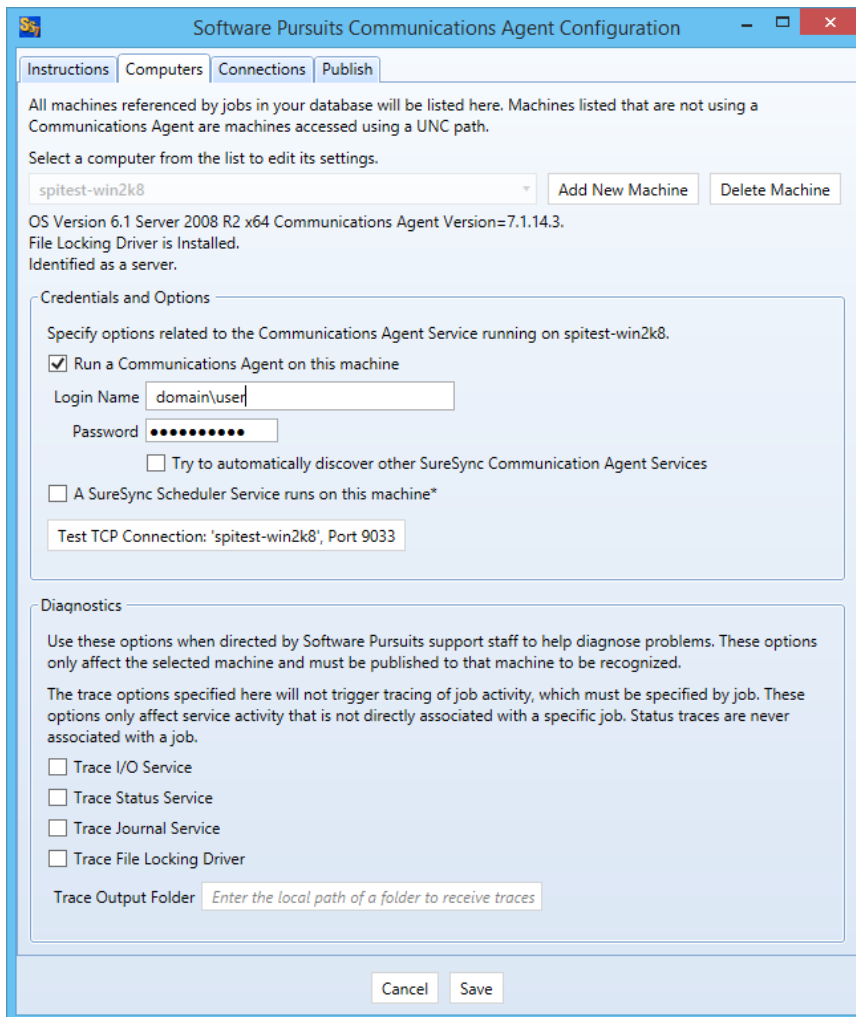 SS7
Software Pursuits Communications Agent Configuration
Instructions Computers Connections Publish
All machines referenced by jobs in your database will be listed here. Machines listed that are not using a
Communications Agent are machines accessed using a UNC path.
Select a computer from the list to edit its settings.
spitest-win2k8 Add New Machine Delete Machine
OS Version 6.1 Server 2008 R2 x64 Communications Agent Version=7.1.14.3.
File Locking Driver is Installed.
Identified as a server.
Credentials and Options
Specify options related to the Communications Agent Service running on spitest-win2k8.
Run a Communications Agent on this machine
Login Name domain\user
Password ●●●●●●●●●●
Try to automatically discover other SureSync Communication Agent Services
A SureSync Scheduler Service runs on this machine*
Test TCP Connection: 'spitest-win2k8', Port 9033
Diagnostics
Use these options when directed by Software Pursuits support staff to help diagnose problems. These options
only affect the selected machine and must be published to that machine to be recognized.
The trace options specified here will not trigger tracing of job activity, which must be specified by job. These
options only affect service activity that is not directly associated with a specific job. Status traces are never
associated with a job.
Trace I/O Service
Trace Status Service
Trace Journal Service
Trace File Locking Driver
Trace Output Folder Enter the local path of a folder to receive traces
Cancel Save